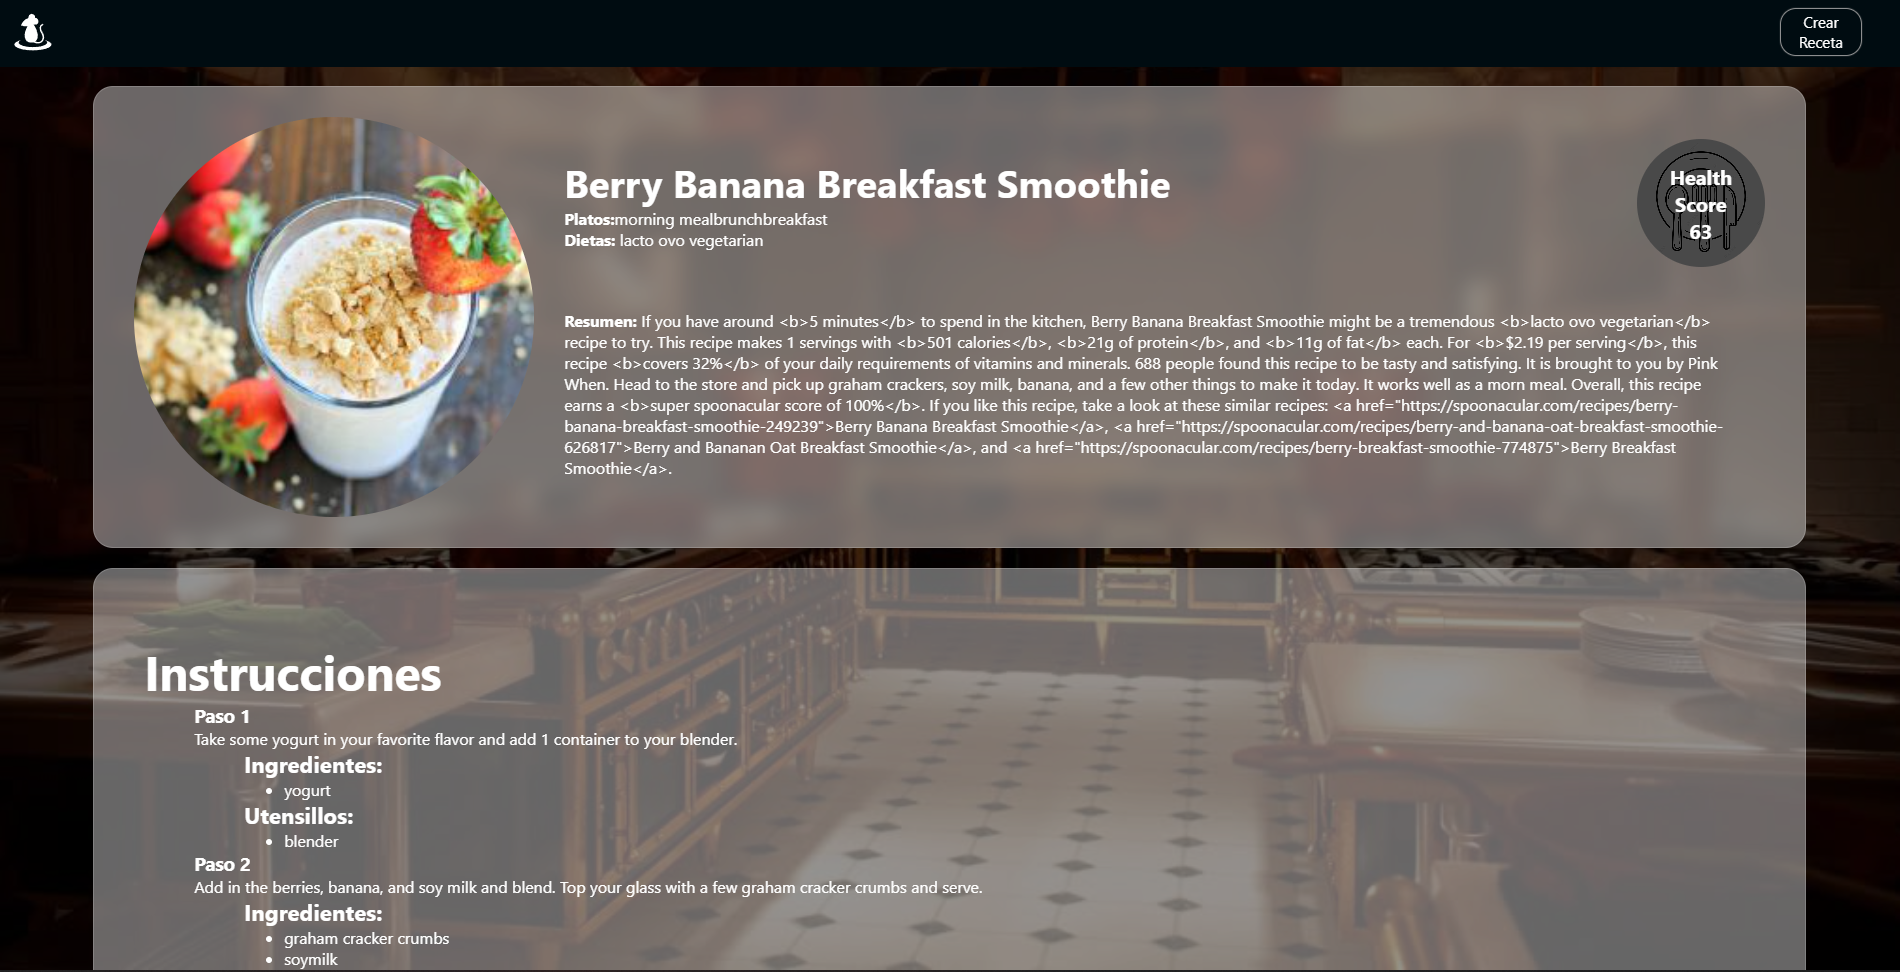 Crear
Receta
Berry Banana Breakfast Smoothie
Platos:morning mealbrunchbreakfast
Dietas: lacto ovo vegetarian
Health
Score
63
Resumen: If you have around <b>5 minutes</b> to spend in the kitchen, Berry Banana Breakfast Smoothie might be a tremendous <b>lacto ovo vegetarian</b>
recipe to try. This recipe makes 1 servings with <b>501 calories</b>, <b>21g of protein</b>, and <b>11g of fat</b> each. For <b>$2.19 per serving</b>, this
recipe <b>covers 32%</b> of your daily requirements of vitamins and minerals. 688 people found this recipe to be tasty and satisfying. It is brought to you by Pink
When. Head to the store and pick up graham crackers, soy milk, banana, and a few other things to make it today. It works well as a morn meal. Overall, this recipe
earns a <b>super spoonacular score of 100%</b>. If you like this recipe, take a look at these similar recipes: <a href="https://spoonacular.com/recipes/berry-
banana-breakfast-smoothie-249239">Berry Banana Breakfast Smoothie</a>, <a href="https://spoonacular.com/recipes/berry-and-banana-oat-breakfast-smoothie-
626817">Berry and Bananan Oat Breakfast Smoothie</a>, and <a href="https://spoonacular.com/recipes/berry-breakfast-smoothie-774875">Berry Breakfast
Smoothie</a>.
Instrucciones
Paso 1
Take some yogurt in your favorite flavor and add 1 container to your blender.
Ingredientes:
• yogurt
Utensillos:
• blender
Paso 2
Add in the berries, banana, and soy milk and blend. Top your glass with a few graham cracker crumbs and serve.
Ingredientes:
• graham cracker crumbs
• soymilk